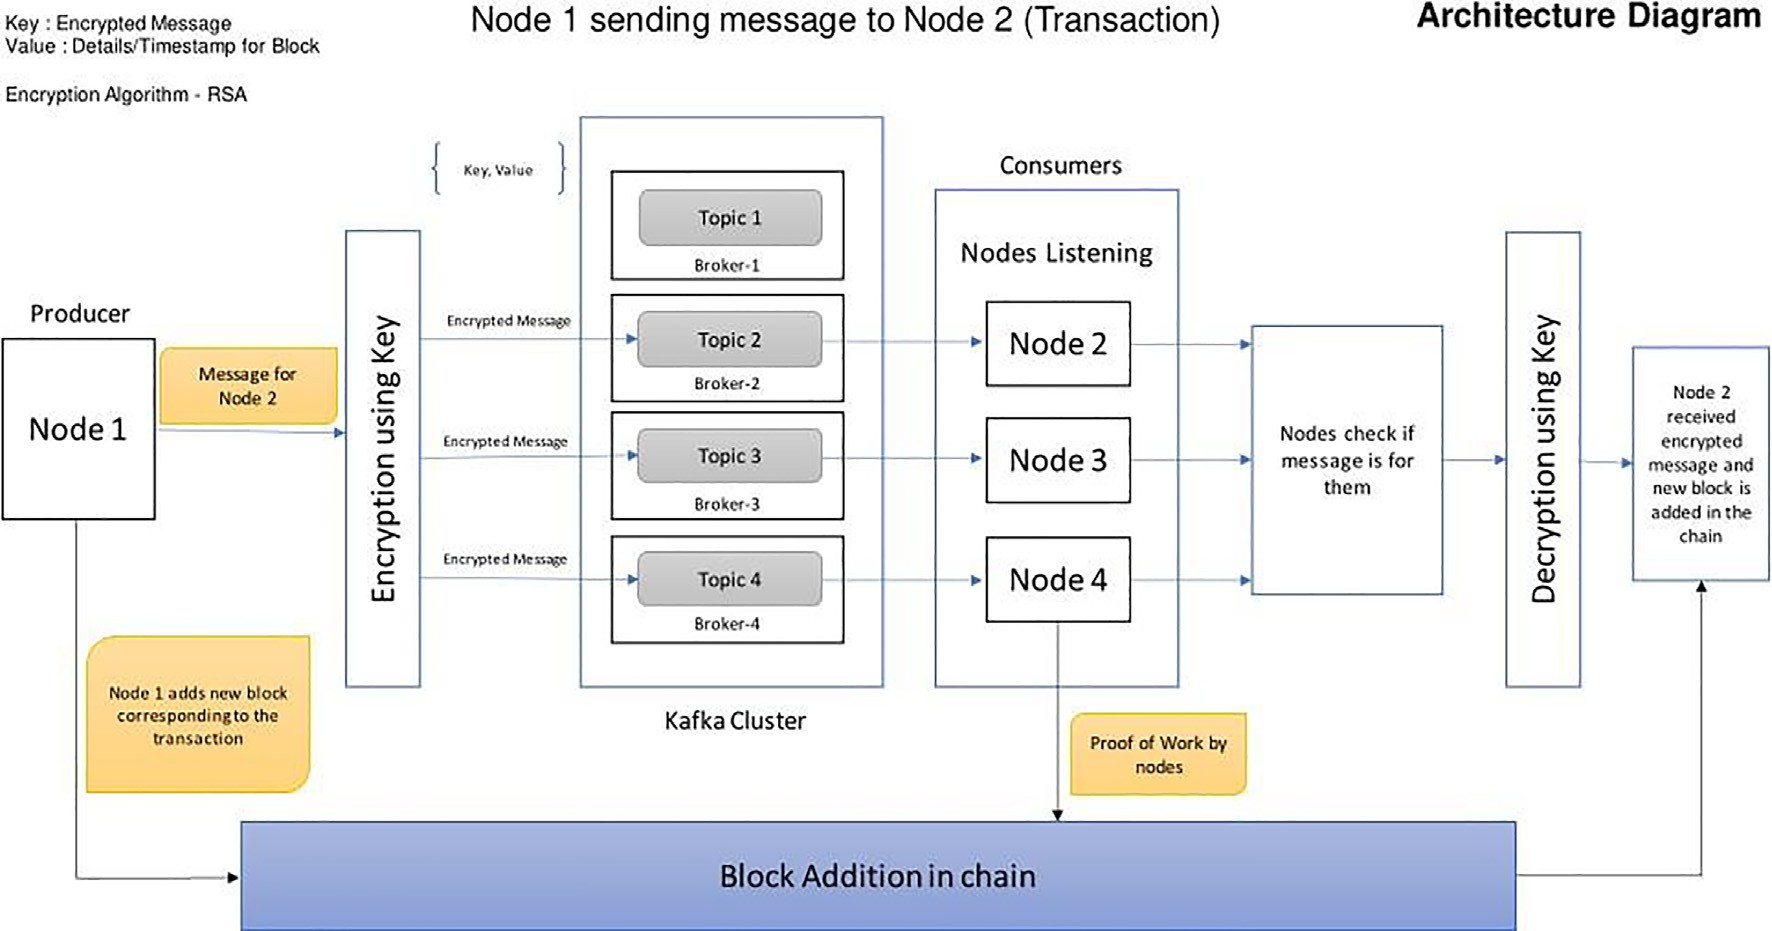 Key : Encrypted Message
Value : Details/Timestamp for Block
Encryption Algorithm - RSA
Node 1 sending message to Node 2 (Transaction)
Architecture Diagram
Key, Value
Producer
Node 1
Message for
Node 2
Encryption using Key
Encrypted Message
Encrypted Message
Encrypted Message
Topic 1
Broker-1
Topic 2
Broker-2
Topic 3
Broker-3
Topic 4
Broker-4
Kafka Cluster
Consumers
Nodes Listening
Node 2
Node 3
Node 4
Nodes check if
message is for
them
Decryption using Key
Node 2
received
encrypted
message and
new block is
added in the
chain
Node 1 adds new block
corresponding to the
transaction
Proof of Work by
nodes
Block Addition in chain